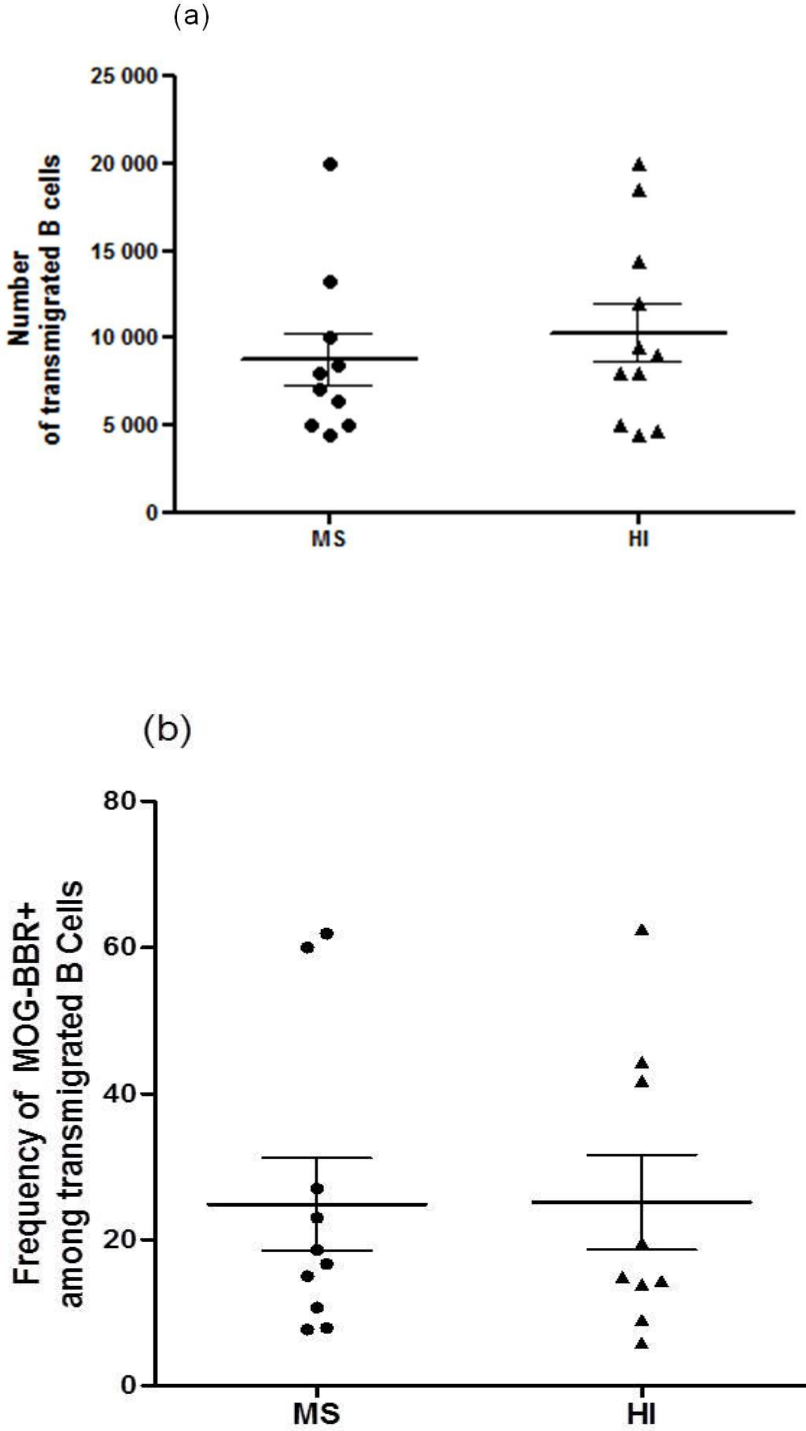 (a)
25 000
20 000
15 000
10 000
5 000
0
Number
of transmigrated B cells
MS
HI
(b)
80
60
40
20
0
Frequency of MOG-BBR+
among transmigrated B Cells
MS
HI